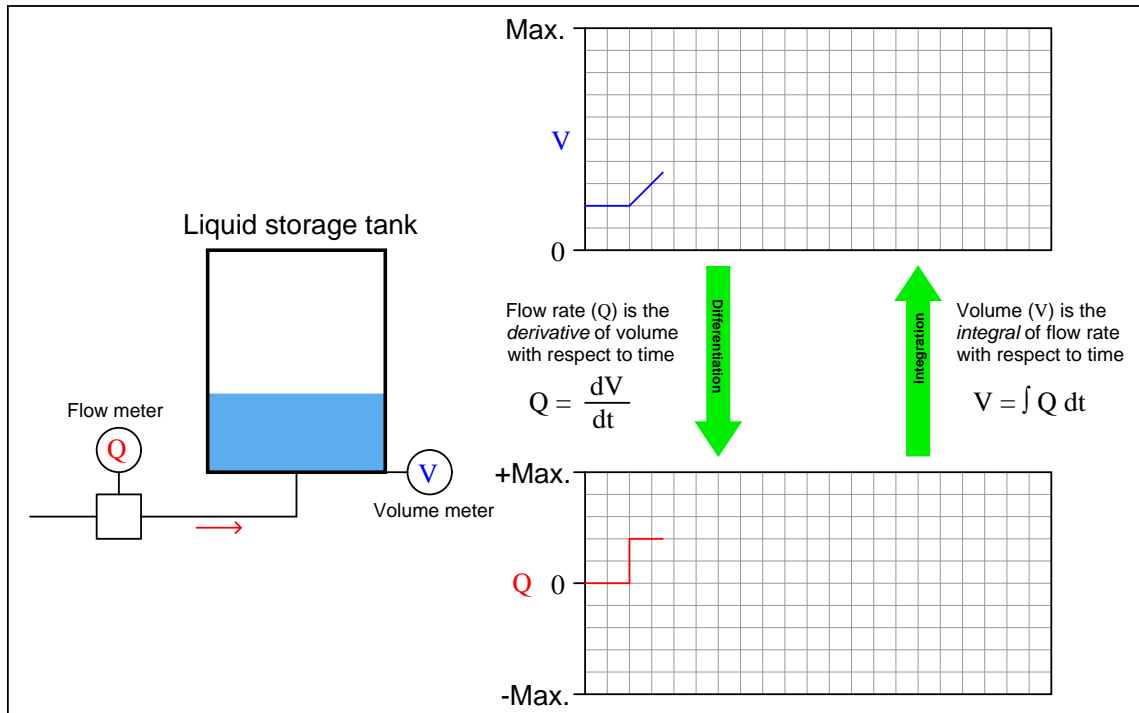 Max.
V
0
Liquid storage tank
Flow meter
Q
V
Volume meter
Flow rate (Q) is the
derivative of volume
with respect to time
Q = dV
dt
Differentiation
Integration
Volume (V) is the
integral of flow rate
with respect to time
V = ∫ Q dt
+Max.
Q 0
-Max.